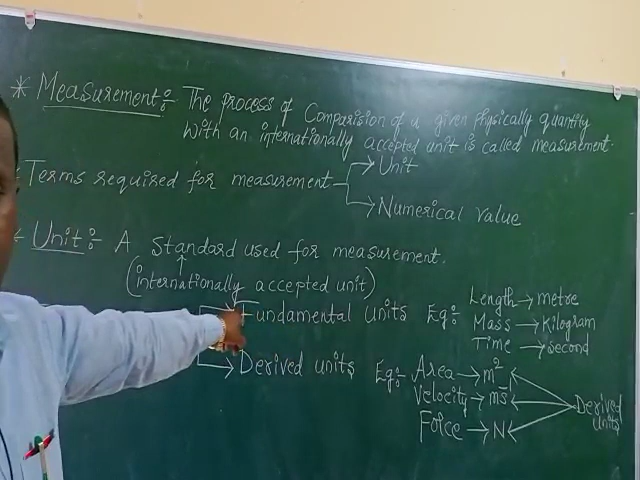 * Measurement:- The process of Comparision of a given physically quantity
with an internationally accepted unit is called measurement.
* Terms required for measurement → Unit
→ Numerical value
* Unit:- A standard used for measurement.
(internationally accepted unit)
→ Fundamental units Eg:- Length → metre
Mass → Kilogram
Time → Second
→ Derived units Eg:- Area → m²
Velocity → ms⁻
Force → N
Derived
units